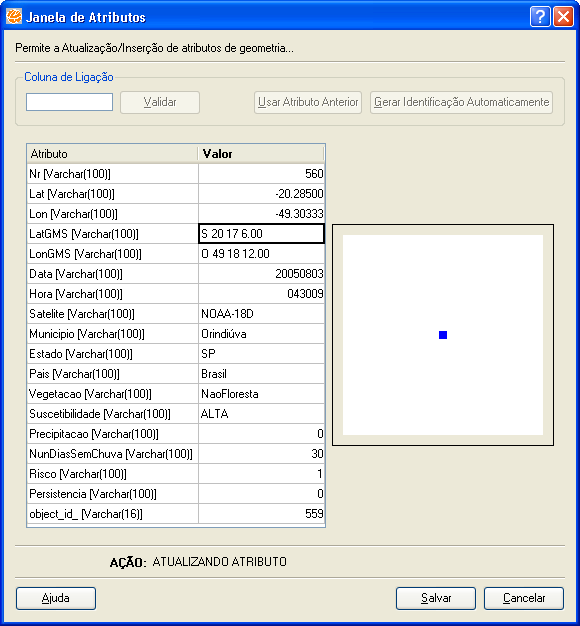 Janela de Atributos
Permite a Atualização/Inserção de atributos de geometria...
Coluna de Ligação
Validar Usar Atributo Anterior Gerar Identificação Automaticamente
Atributo Valor
Nr [Varchar(100)] 560
Lat [Varchar(100)] -20.28500
Lon [Varchar(100)] -49.30333
LatGMS [Varchar(100)] S 20 17 6.00
LonGMS [Varchar(100)] O 49 18 12.00
Data [Varchar(100)] 20050803
Hora [Varchar(100)] 043009
Satelite [Varchar(100)] NOAA-18D
Municipio [Varchar(100)] Orindiúva
Estado [Varchar(100)] SP
Pais [Varchar(100)] Brasil
Vegetacao [Varchar(100)] NaoFloresta
Suscetibilidade [Varchar(100)] ALTA
Precipitacao [Varchar(100)] 0
NunDiasSemChuva [Varchar(100)] 30
Risco [Varchar(100)] 1
Persistencia [Varchar(100)] 0
object_id_ [Varchar(16)] 559
AÇÃO: ATUALIZANDO ATRIBUTO
Ajuda Salvar Cancelar